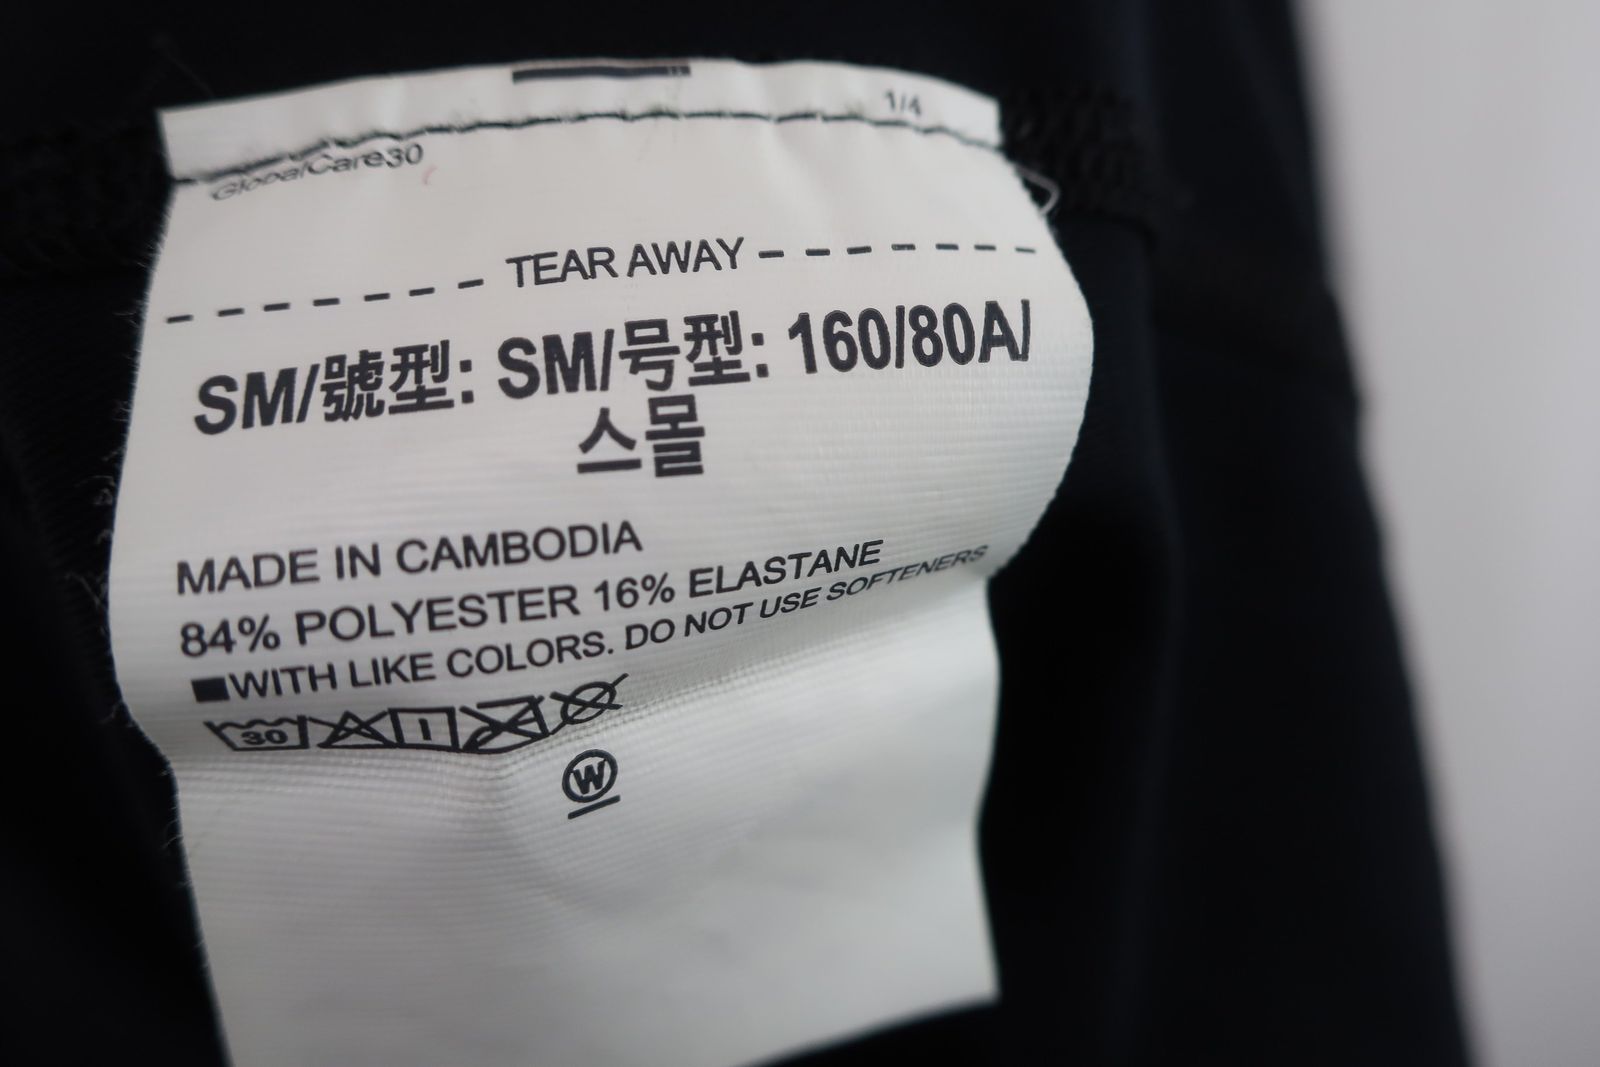 1/4
GlobalCare30
TEAR AWAY
SM/號型: SM/号型: 160/80A/
스몰
MADE IN CAMBODIA
84% POLYESTER 16% ELASTANE
■WITH LIKE COLORS. DO NOT USE SOFTENERS
30
W